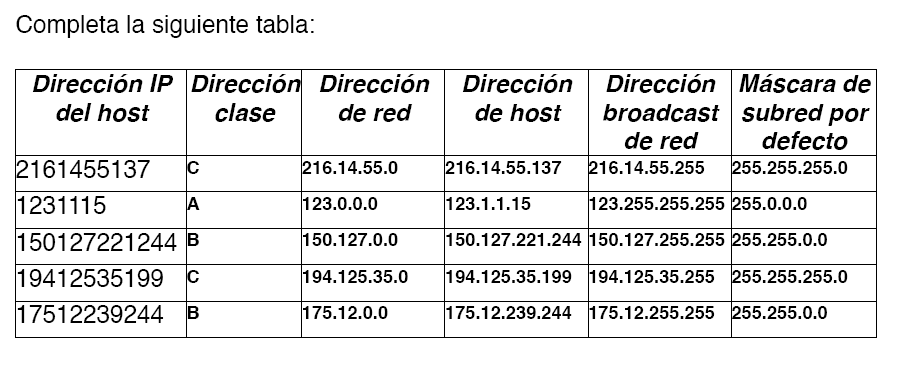 Completa la siguiente tabla:
Dirección IP del host | Dirección clase | Dirección de red | Dirección de host | Dirección broadcast de red | Máscara de subred por defecto
2161455137 | C | 216.14.55.0 | 216.14.55.137 | 216.14.55.255 | 255.255.255.0
1231115 | A | 123.0.0.0 | 123.1.1.15 | 123.255.255.255 | 255.0.0.0
150127221244 | B | 150.127.0.0 | 150.127.221.244 | 150.127.255.255 | 255.255.0.0
19412535199 | C | 194.125.35.0 | 194.125.35.199 | 194.125.35.255 | 255.255.255.0
17512239244 | B | 175.12.0.0 | 175.12.239.244 | 175.12.255.255 | 255.255.0.0